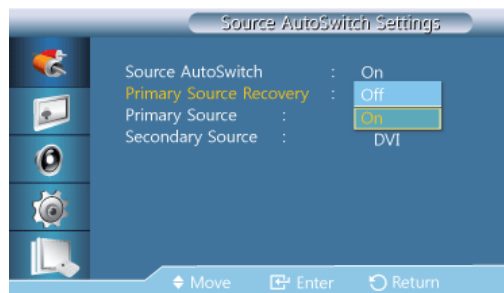 Source AutoSwitch Settings
Source AutoSwitch : On
Primary Source Recovery : Off
Primary Source : On
Secondary Source : DVI
Move Enter Return